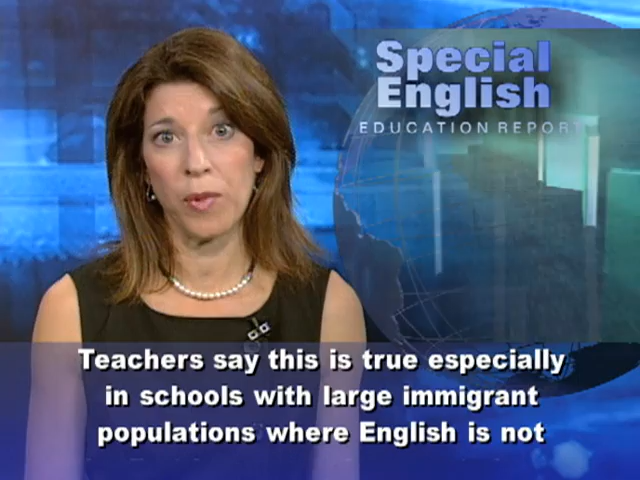 Special
English
EDUCATION REPORT
Teachers say this is true especially
in schools with large immigrant
populations where English is not